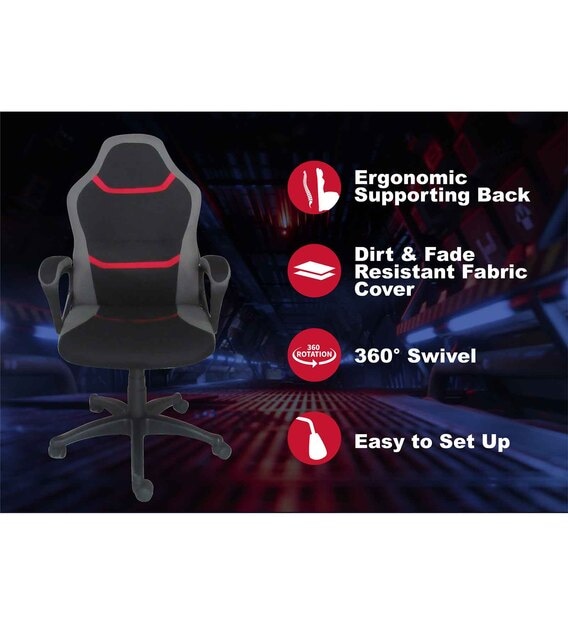 Ergonomic
Supporting Back
Dirt & Fade
Resistant Fabric
Cover
360
ROTATION
360° Swivel
Easy to Set Up